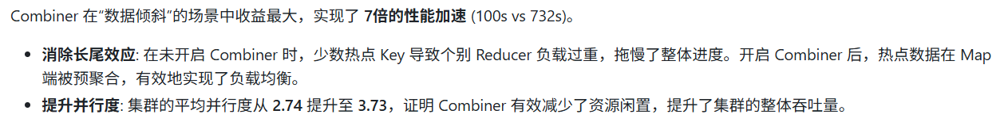 Combiner 在“数据倾斜”的场景中收益最大，实现了 7倍的性能加速 (100s vs 732s)。
• 消除长尾效应: 在未开启 Combiner 时，少数热点 Key 导致个别 Reducer 负载过重，拖慢了整体进度。开启 Combiner 后，热点数据在 Map
端被预聚合，有效地实现了负载均衡。
• 提升并行度: 集群的平均并行度从 2.74 提升至 3.73，证明 Combiner 有效减少了资源闲置，提升了集群的整体吞吐量。